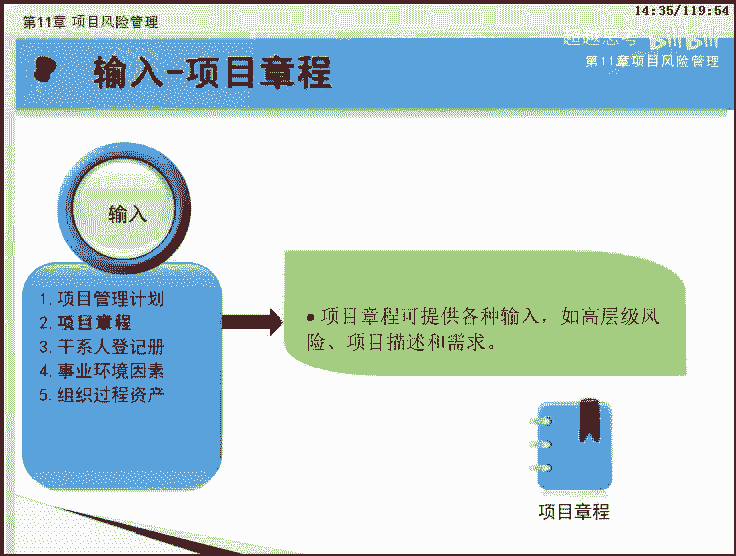 第11章 项目风险管理
14:35/119:54
超越思考 bilibili
第11章项目风险管理
输入-项目章程
输入
1. 项目管理计划
2. 项目章程
3. 干系人登记册
4. 事业环境因素
5. 组织过程资产
● 项目章程可提供各种输入，如高层级风
险、项目描述和需求。
项目章程